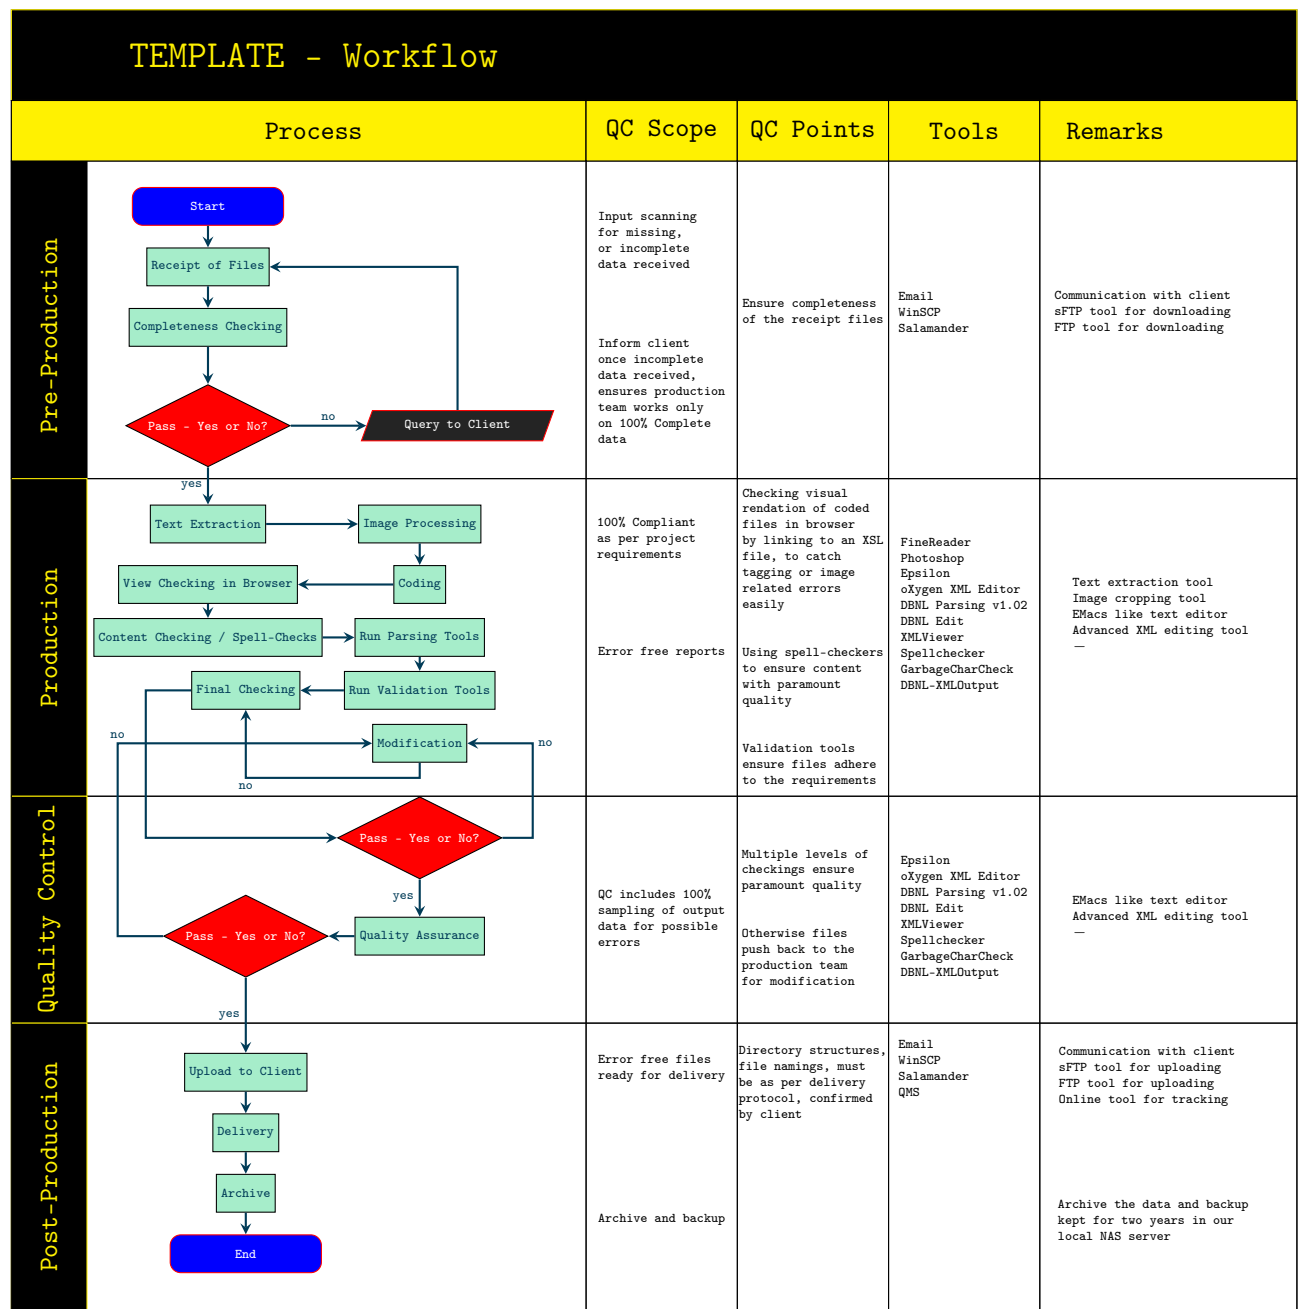 TEMPLATE - Workflow
Process
QC Scope
QC Points
Tools
Remarks
Pre-Production
Start
Receipt of Files
Completeness Checking
Pass - Yes or No?
no
Query to Client
yes
Input scanning
for missing,
or incomplete
data received
Inform client
once incomplete
data received,
ensures production
team works only
on 100% Complete
data
Ensure completeness
of the receipt files
Email
WinSCP
Salamander
Communication with client
sFTP tool for downloading
FTP tool for downloading
Production
Text Extraction
Image Processing
Coding
View Checking in Browser
Content Checking / Spell-Checks
Run Parsing Tools
Run Validation Tools
Final Checking
Modification
no
no
no
100% Compliant
as per project
requirements
Error free reports
Checking visual
rendation of coded
files in browser
by linking to an XSL
file, to catch
tagging or image
related errors
easily
Using spell-checkers
to ensure content
with paramount
quality
Validation tools
ensure files adhere
to the requirements
FineReader
Photoshop
Epsilon
oXygen XML Editor
DBNL Parsing v1.02
DBNL Edit
XMLViewer
Spellchecker
GarbageCharCheck
DBNL-XMLOutput
Text extraction tool
Image cropping tool
EMacs like text editor
Advanced XML editing tool
—
Quality Control
Pass - Yes or No?
yes
Quality Assurance
Pass - Yes or No?
yes
QC includes 100%
sampling of output
data for possible
errors
Multiple levels of
checkings ensure
paramount quality
Otherwise files
push back to the
production team
for modification
Epsilon
oXygen XML Editor
DBNL Parsing v1.02
DBNL Edit
XMLViewer
Spellchecker
GarbageCharCheck
DBNL-XMLOutput
EMacs like text editor
Advanced XML editing tool
—
Post-Production
Upload to Client
Delivery
Archive
End
Error free files
ready for delivery
Archive and backup
Directory structures,
file namings, must
be as per delivery
protocol, confirmed
by client
Email
WinSCP
Salamander
QMS
Communication with client
sFTP tool for uploading
FTP tool for uploading
Online tool for tracking
Archive the data and backup
kept for two years in our
local NAS server